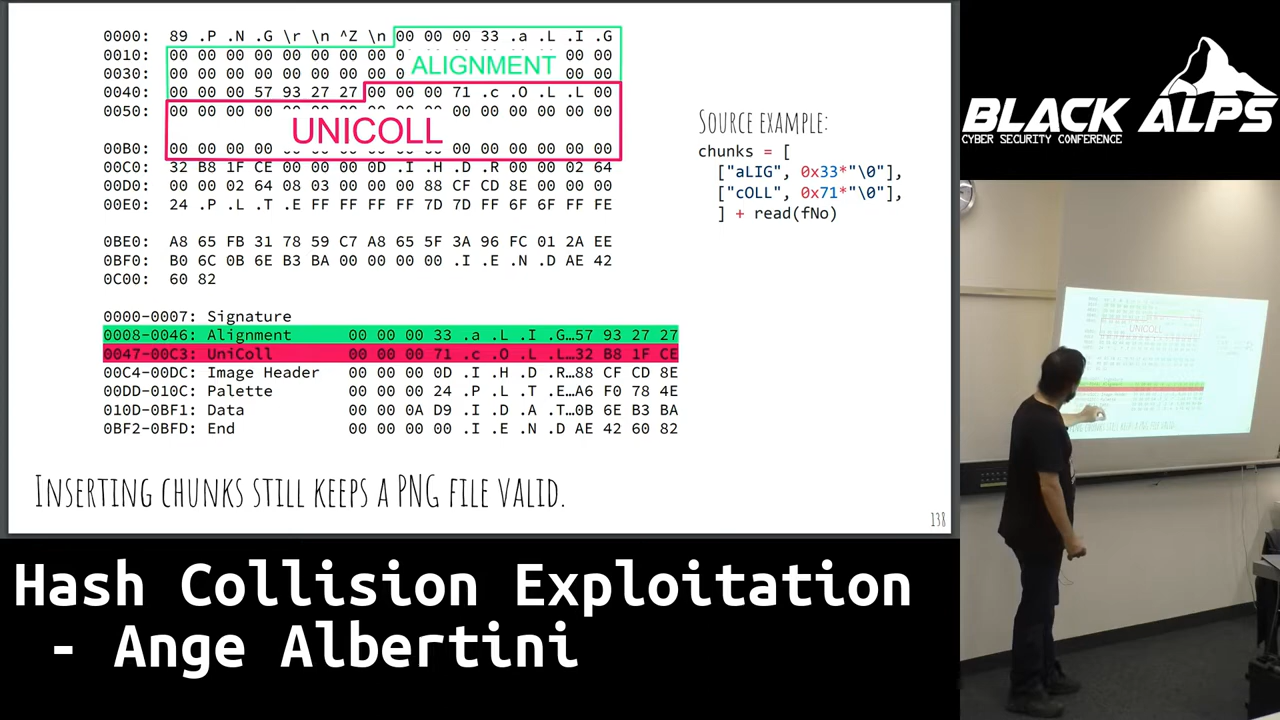 0000: 89 .P .N .G \r \n ^Z \n 00 00 00 33 .a .L .I .G
0010: 00 00 00 00 00 00 00 00 00 00
0030: 00 00 00 00 00 00 00 00 00 00
ALIGNMENT
0040: 00 00 00 57 93 27 27 00 00 00 71 .c .O .L .L 00
0050: 00 00 00 00 00 00 00 00 00 00 00 00 00 00 00 00
UNICOLL
00B0: 00 00 00 00 00 00 00 00 00 00 00 00 00 00 00 00
00C0: 32 B8 1F CE 00 00 00 0D .I .H .D .R 00 00 02 64
00D0: 00 00 02 64 08 03 00 00 00 88 CF CD 8E 00 00 00
00E0: 24 .P .L .T .E FF FF FF FF 7D 7D FF 6F 6F FF FE
0BE0: A8 65 FB 31 78 59 C7 A8 65 5F 3A 96 FC 01 2A EE
0BF0: B0 6C 0B 6E B3 BA 00 00 00 00 .I .E .N .D AE 42
0C00: 60 82
0000-0007: Signature
0008-0046: Alignment 00 00 00 33 .a .L .I .G…57 93 27 27
0047-00C3: UniColl 00 00 00 71 .c .O .L .L…32 B8 1F CE
00C4-00DC: Image Header 00 00 00 0D .I .H .D .R…88 CF CD 8E
00DD-010C: Palette 00 00 00 24 .P .L .T .E…A6 F0 78 4E
010D-0BF1: Data 00 00 0A D9 .I .D .A .T…0B 6E B3 BA
0BF2-0BFD: End 00 00 00 00 .I .E .N .D AE 42 60 82
Source example:
chunks = [
["aLIG", 0x33*"\0"],
["cOLL", 0x71*"\0"],
] + read(fNo)
Inserting chunks still keeps a PNG file valid.
138
BLACK ALPS
CYBER SECURITY CONFERENCE
UNICOLL
Hash Collision Exploitation
- Ange Albertini